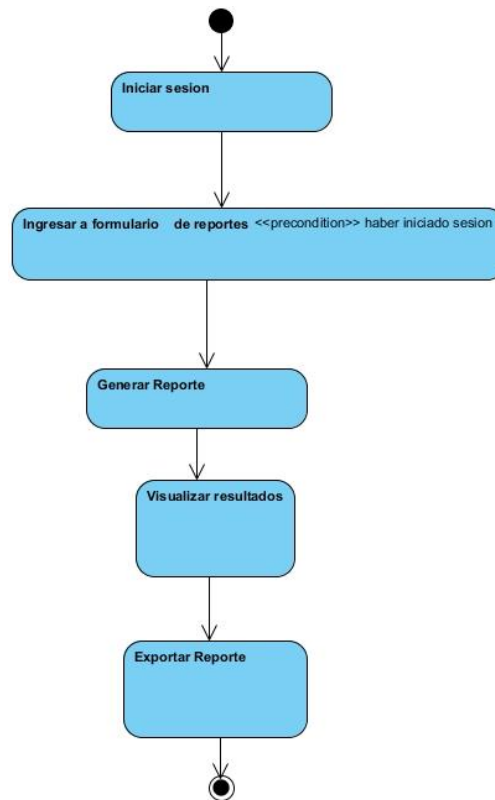 Iniciar sesion
Ingresar a formulario de reportes <<precondition>> haber iniciado sesion
Generar Reporte
Visualizar resultados
Exportar Reporte